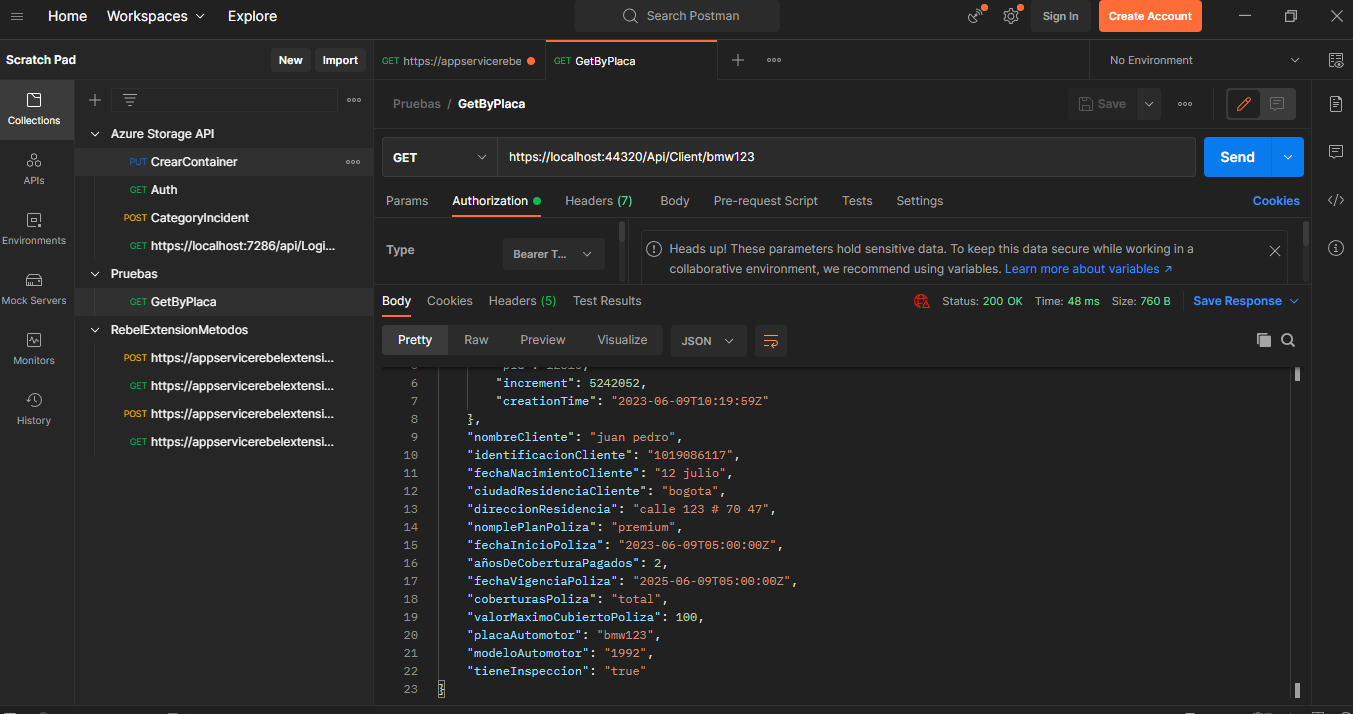 Home Workspaces Explore Search Postman Sign In Create Account
Scratch Pad New Import GET https://appservicerebe GET GetByPlaca No Environment
Collections
APIs
Environments
Mock Servers
Monitors
History
Azure Storage API
PUT CrearContainer
GET Auth
POST CategoryIncident
GET https://localhost:7286/api/Logi...
Pruebas
GET GetByPlaca
RebelExtensionMetodos
POST https://appservicerebelextensi...
GET https://appservicerebelextensi...
POST https://appservicerebelextensi...
GET https://appservicerebelextensi...
Pruebas / GetByPlaca Save
GET https://localhost:44320/Api/Client/bmw123 Send
Params Authorization Headers (7) Body Pre-request Script Tests Settings Cookies
Type Bearer T...
Heads up! These parameters hold sensitive data. To keep this data secure while working in a
collaborative environment, we recommend using variables. Learn more about variables ↗
Body Cookies Headers (5) Test Results Status: 200 OK Time: 48 ms Size: 760 B Save Response
Pretty Raw Preview Visualize JSON
6 "increment": 5242052,
7 "creationTime": "2023-06-09T10:19:59Z"
8 },
9 "nombreCliente": "juan pedro",
10 "identificacionCliente": "1019086117",
11 "fechaNacimientoCliente": "12 julio",
12 "ciudadResidenciaCliente": "bogota",
13 "direccionResidencia": "calle 123 # 70 47",
14 "nomplePlanPoliza": "premium",
15 "fechaInicioPoliza": "2023-06-09T05:00:00Z",
16 "añosDeCoberturaPagados": 2,
17 "fechaVigenciaPoliza": "2025-06-09T05:00:00Z",
18 "coberturasPoliza": "total",
19 "valorMaximoCubiertoPoliza": 100,
20 "placaAutomotor": "bmw123",
21 "modeloAutomotor": "1992",
22 "tieneInspeccion": "true"
23 }